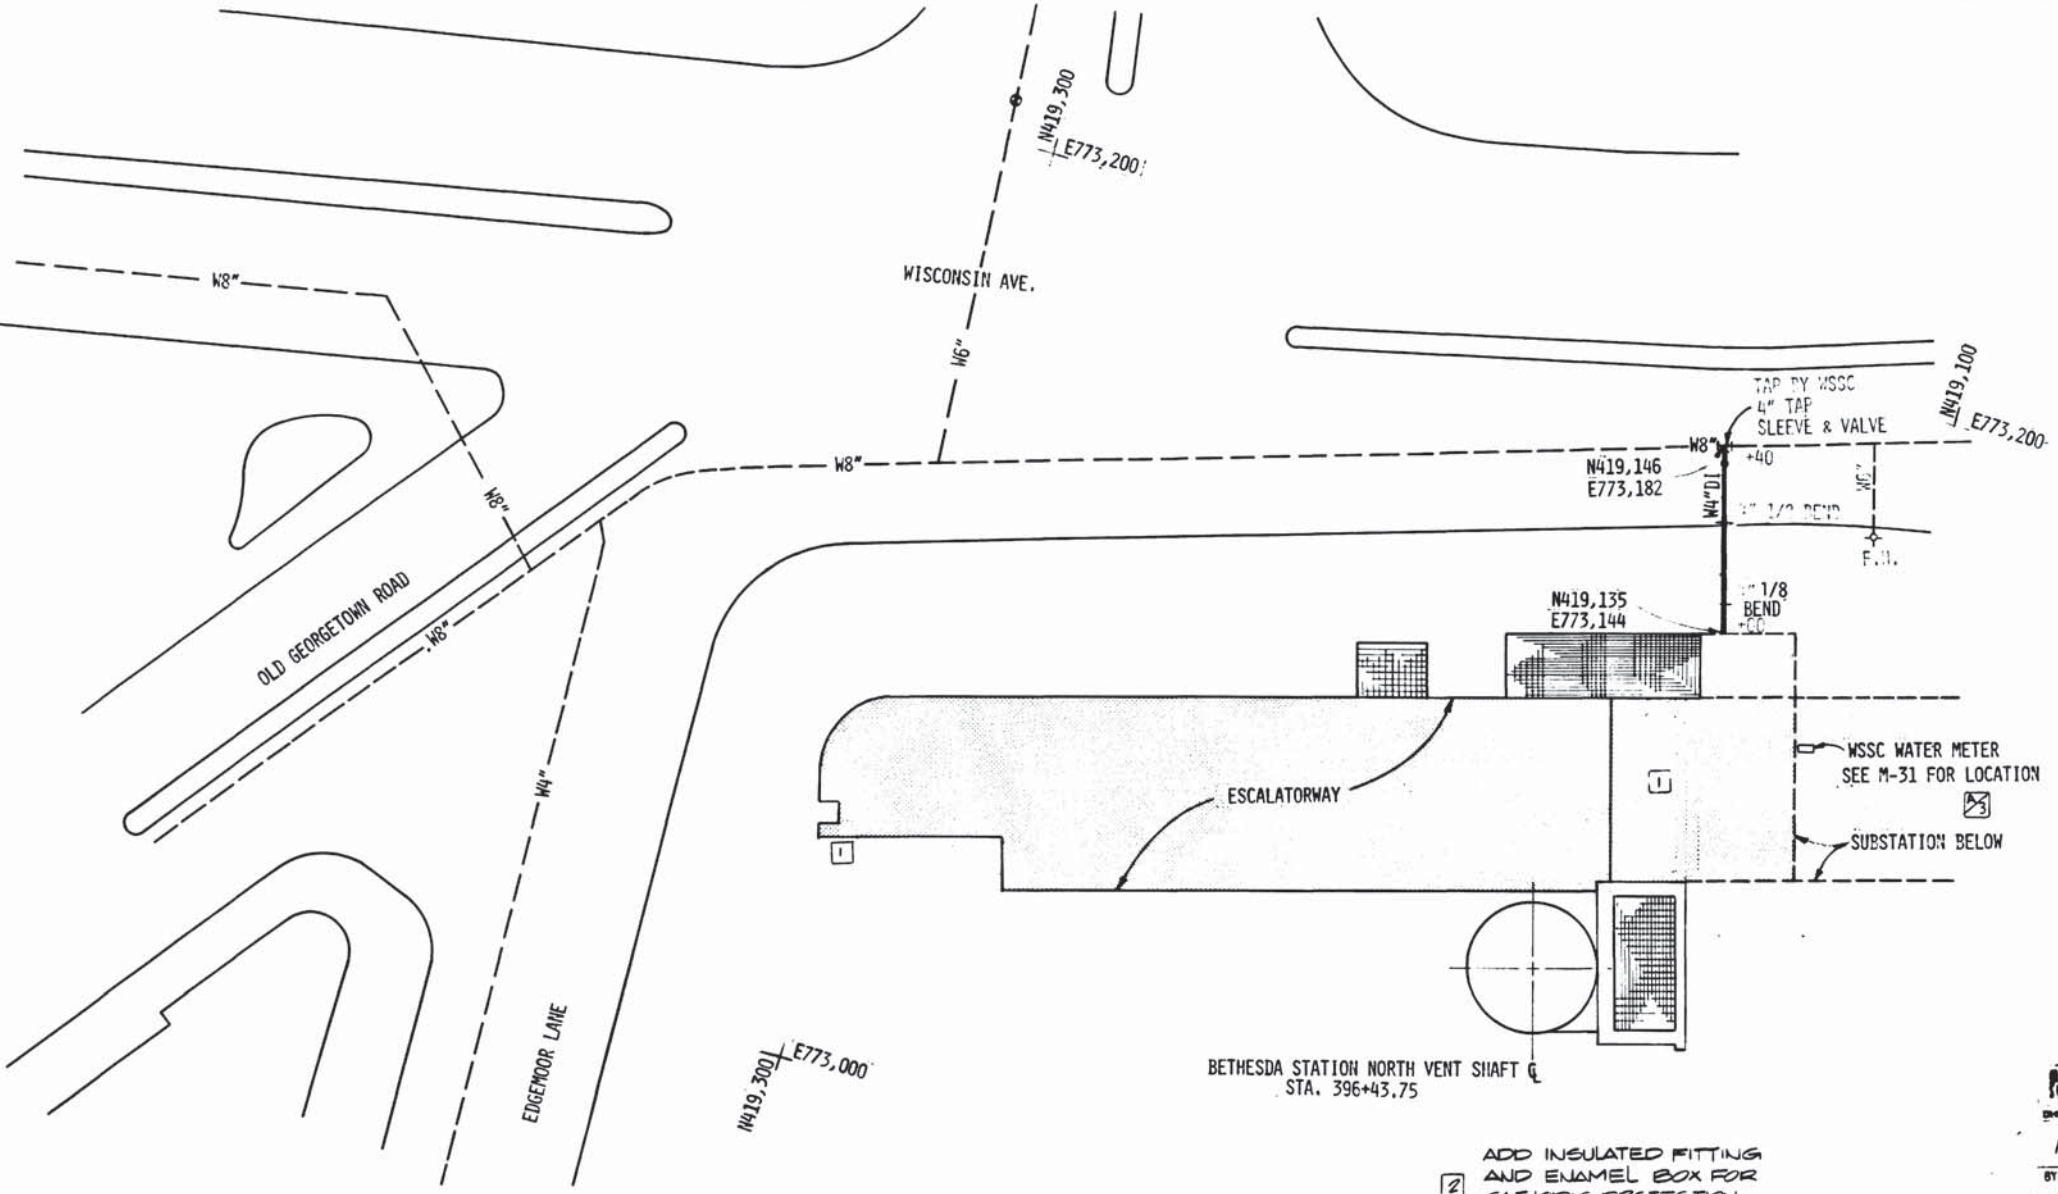 N419,300
E773,200
WISCONSIN AVE.
W8"
W6"
N419,100
E773,200
TAP BY WSSC
4" TAP
SLEEVE & VALVE
W8"
W8"
+40
N419,146
E773,182
W4"DI
W6"
1/8 BEND
F.H.
W8"
OLD GEORGETOWN ROAD
W8"
N419,135
E773,144
1/8
BEND
+00
W4"
ESCALATORWAY
1
1
WSSC WATER METER
SEE M-31 FOR LOCATION
A/3
SUBSTATION BELOW
EDGEMOOR LANE
N419,300
E773,000
BETHESDA STATION NORTH VENT SHAFT ℄
STA. 396+43.75
2
ADD INSULATED FITTING
AND ENAMEL BOX FOR
BY